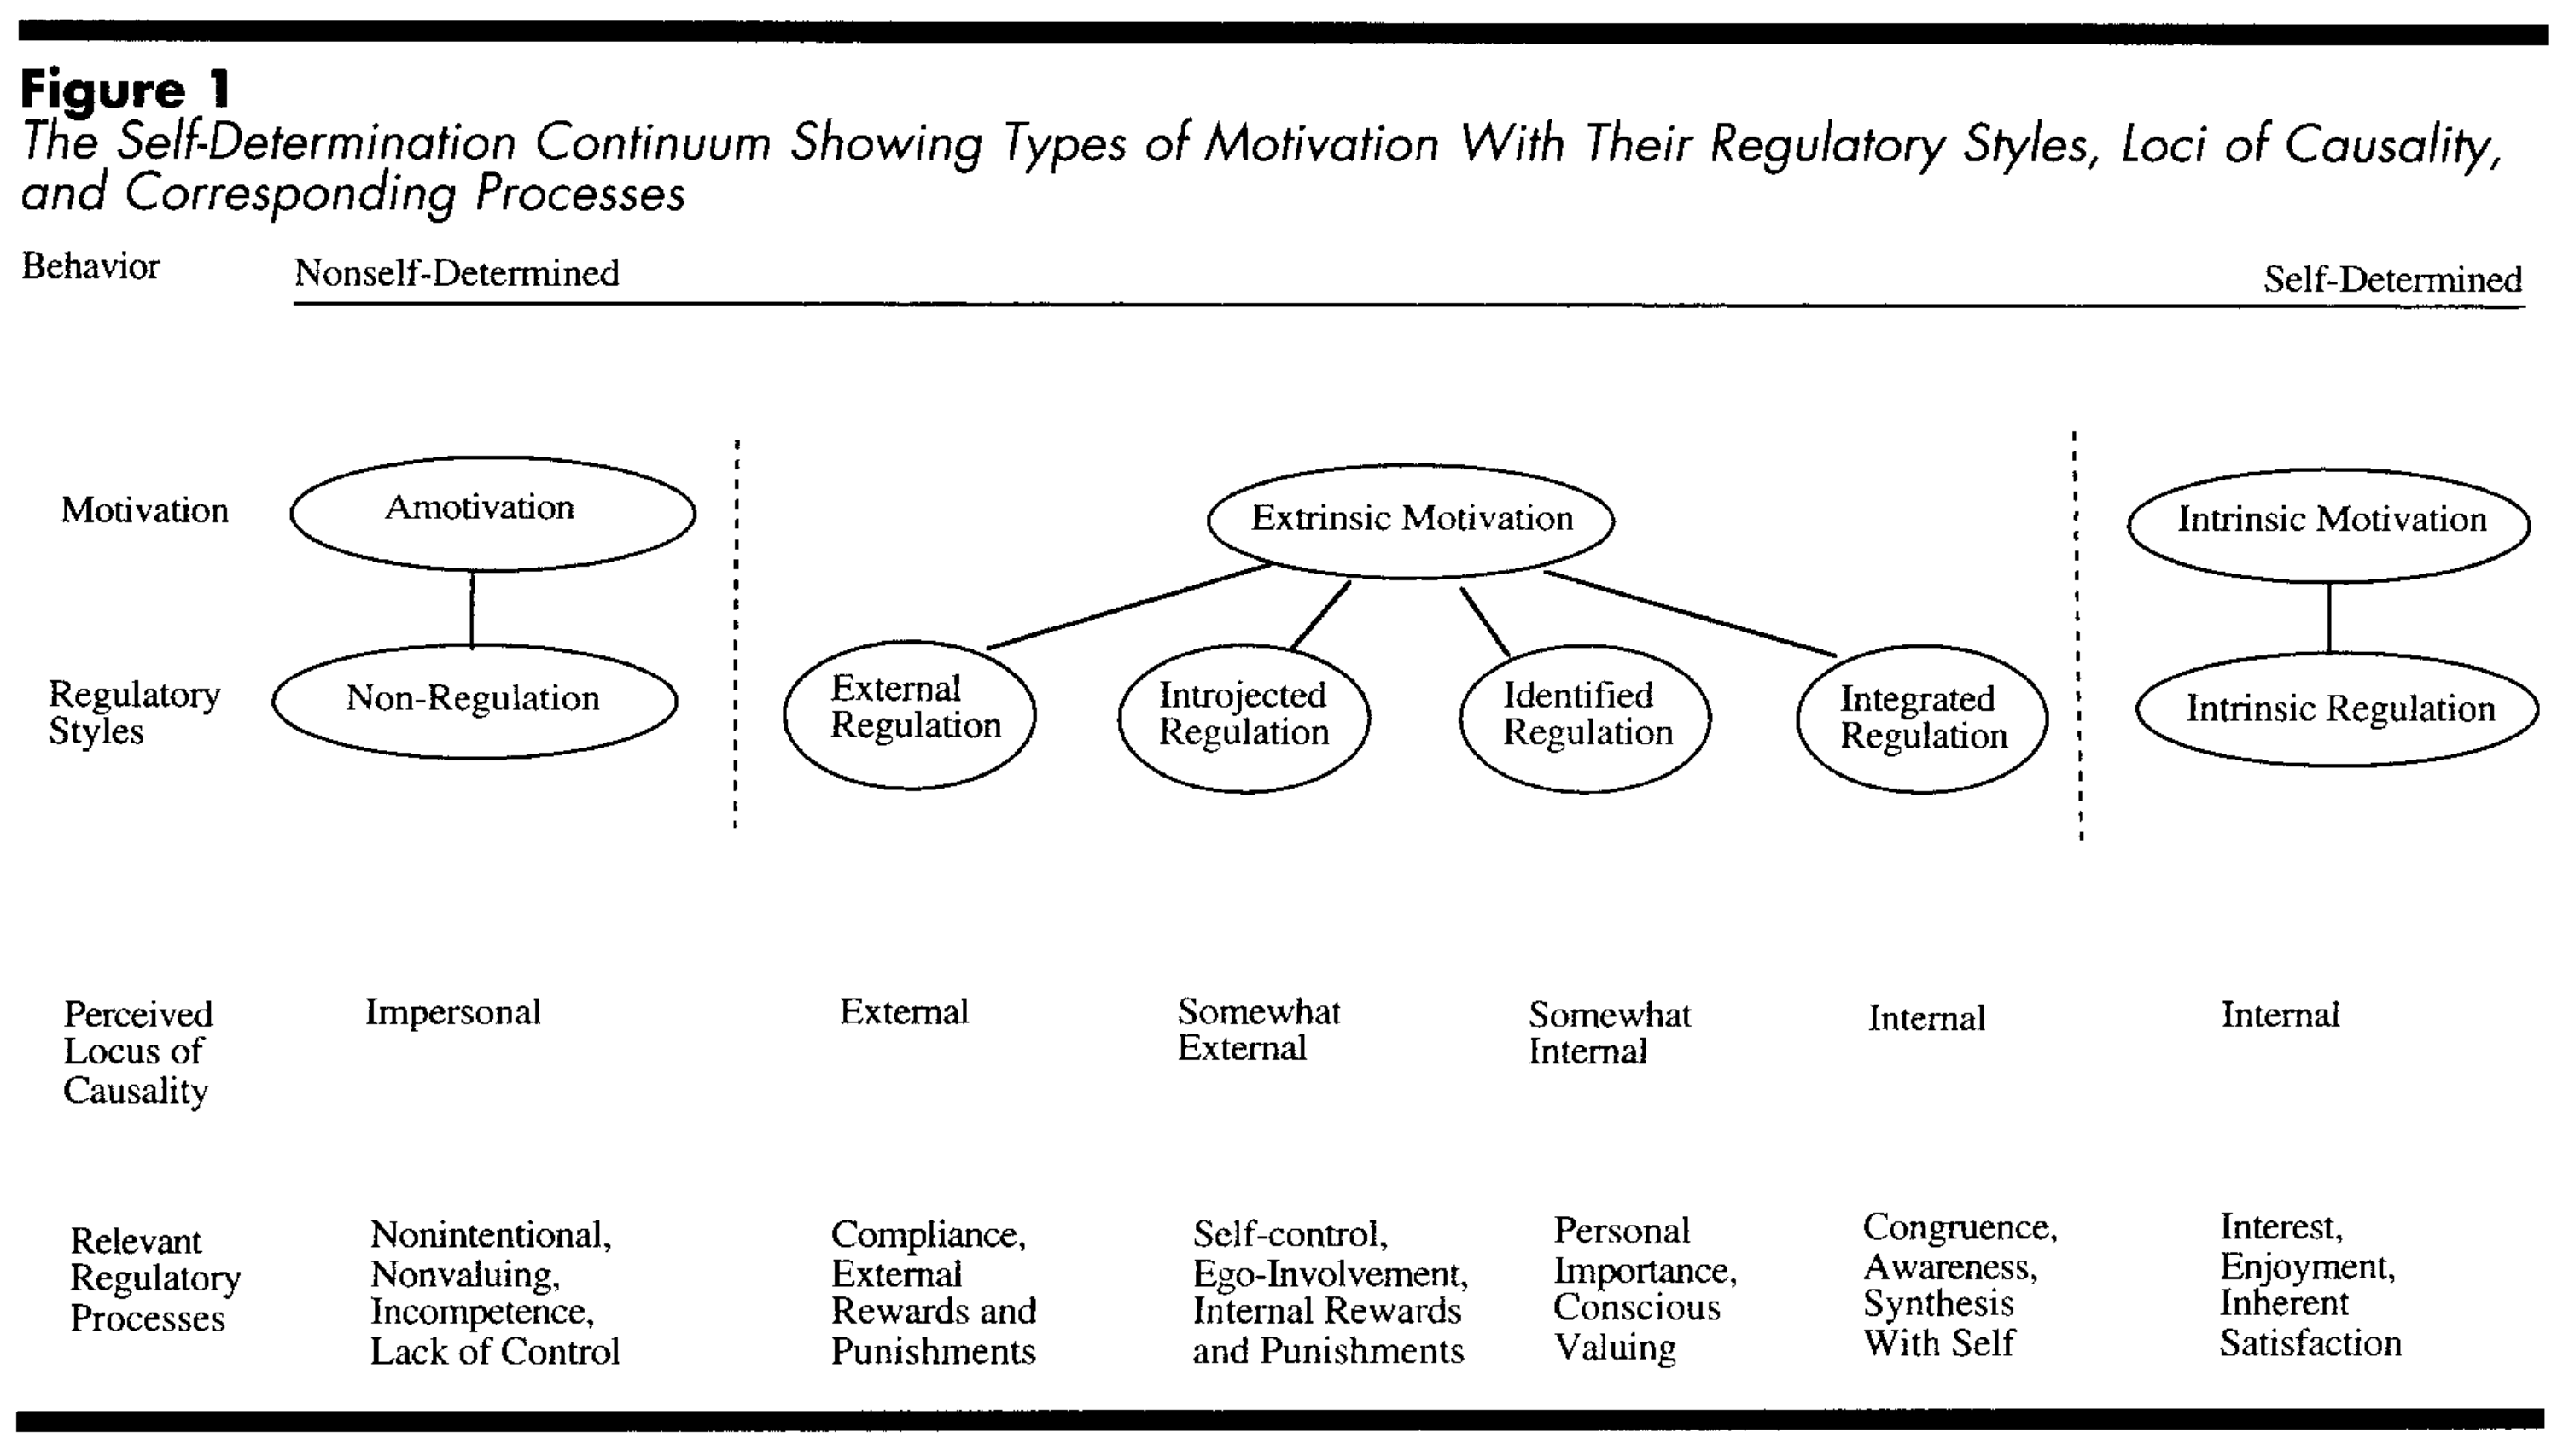 Figure 1
The Self-Determination Continuum Showing Types of Motivation With Their Regulatory Styles, Loci of Causality,
and Corresponding Processes
Behavior
Nonself-Determined
Self-Determined
Motivation
Amotivation
Extrinsic Motivation
Intrinsic Motivation
Regulatory
Styles
Non-Regulation
External
Regulation
Introjected
Regulation
Identified
Regulation
Integrated
Regulation
Intrinsic Regulation
Perceived
Locus of
Causality
Impersonal
External
Somewhat
External
Somewhat
Internal
Internal
Internal
Relevant
Regulatory
Processes
Nonintentional,
Nonvaluing,
Incompetence,
Lack of Control
Compliance,
External
Rewards and
Punishments
Self-control,
Ego-Involvement,
Internal Rewards
and Punishments
Personal
Importance,
Conscious
Valuing
Congruence,
Awareness,
Synthesis
With Self
Interest,
Enjoyment,
Inherent
Satisfaction